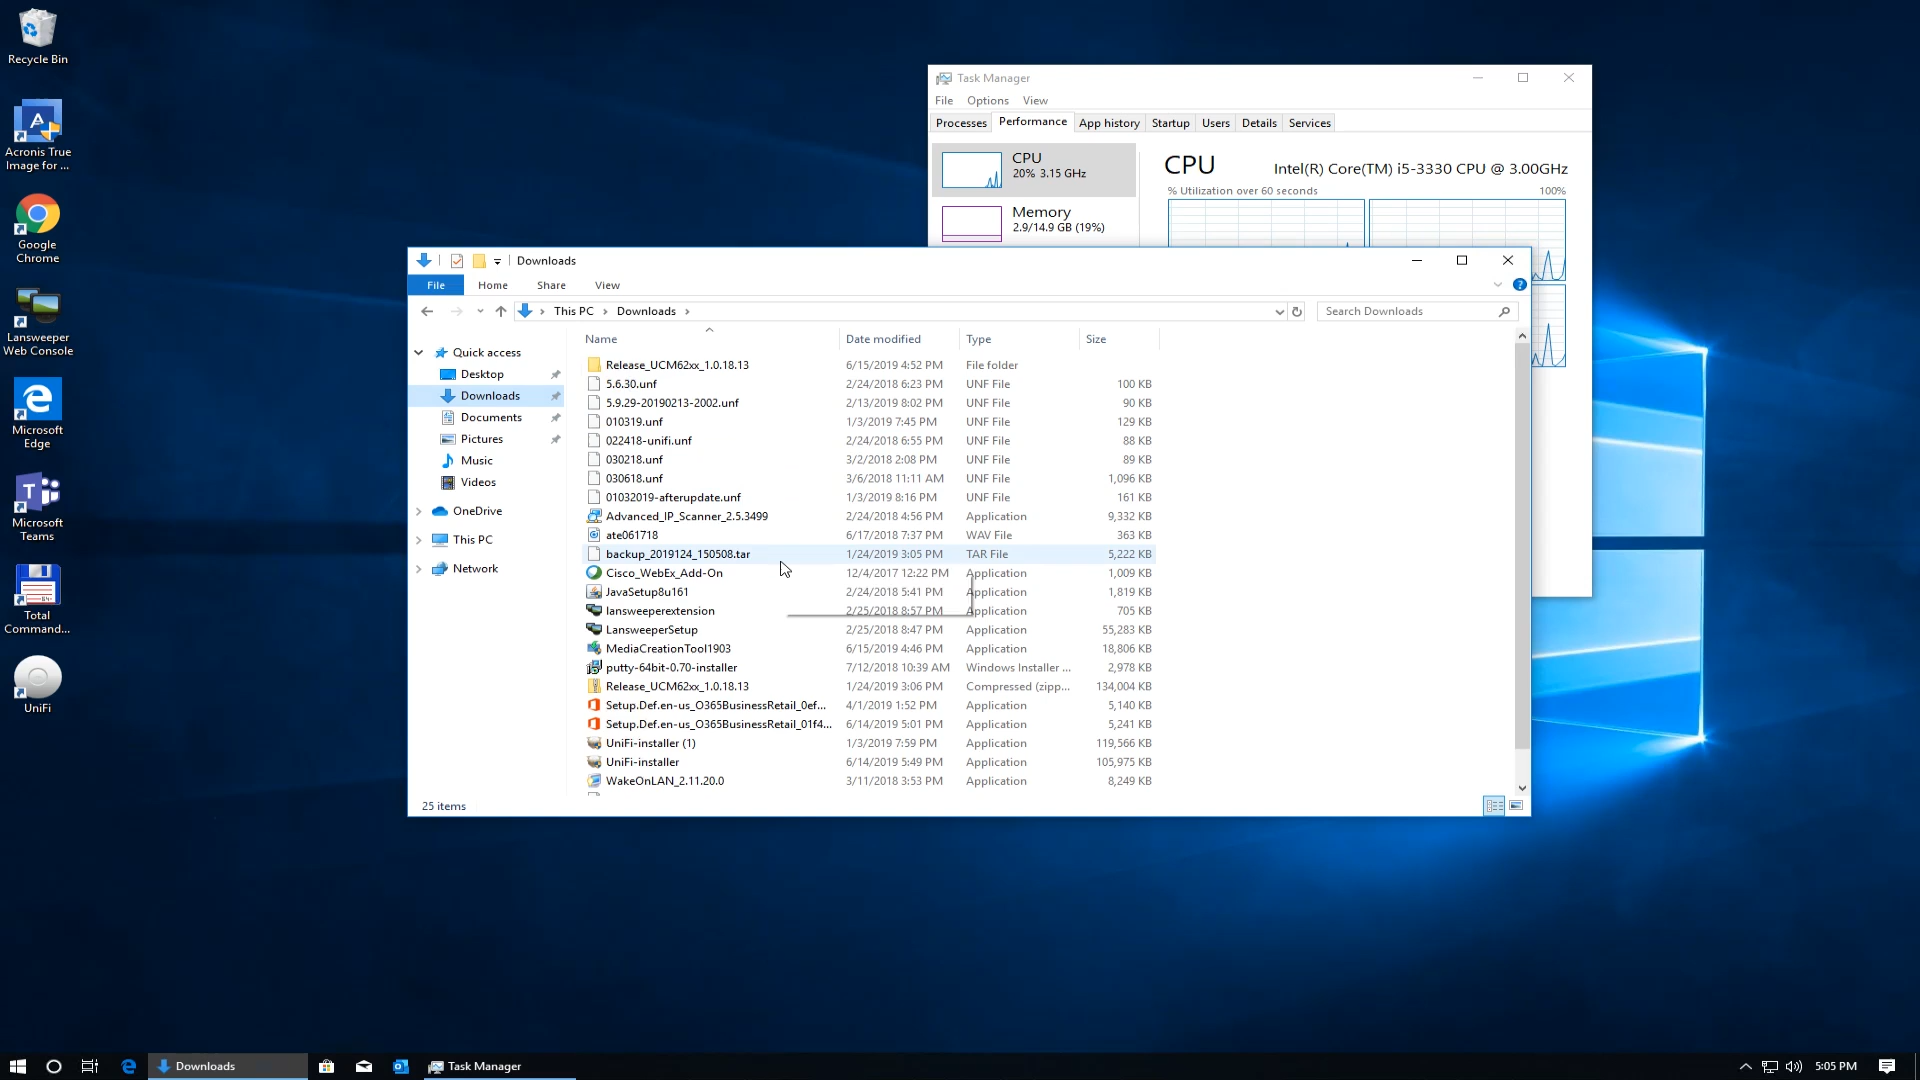 Recycle Bin
Acronis True
Image for ...
Google
Chrome
Lansweeper
Web Console
Microsoft
Edge
Microsoft
Teams
Total
Command...
UniFi
Task Manager
File Options View
Processes Performance App history Startup Users Details Services
CPU
20% 3.15 GHz
Memory
2.9/14.9 GB (19%)
CPU Intel(R) Core(TM) i5-3330 CPU @ 3.00GHz
% Utilization over 60 seconds 100%
Downloads
File Home Share View
This PC Downloads
Search Downloads
Quick access
Desktop
Downloads
Documents
Pictures
Music
Videos
OneDrive
This PC
Network
Name Date modified Type Size
Release_UCM62xx_1.0.18.13 6/15/2019 4:52 PM File folder
5.6.30.unf 2/24/2018 6:23 PM UNF File 100 KB
5.9.29-20190213-2002.unf 2/13/2019 8:02 PM UNF File 90 KB
010319.unf 1/3/2019 7:45 PM UNF File 129 KB
022418-unifi.unf 2/24/2018 6:55 PM UNF File 88 KB
030218.unf 3/2/2018 2:08 PM UNF File 89 KB
030618.unf 3/6/2018 11:11 AM UNF File 1,096 KB
01032019-afterupdate.unf 1/3/2019 8:16 PM UNF File 161 KB
Advanced_IP_Scanner_2.5.3499 2/24/2018 4:56 PM Application 9,332 KB
ate061718 6/17/2018 7:37 PM WAV File 363 KB
backup_2019124_150508.tar 1/24/2019 3:05 PM TAR File 5,222 KB
Cisco_WebEx_Add-On 12/4/2017 12:22 PM Application 1,009 KB
JavaSetup8u161 2/24/2018 5:41 PM Application 1,819 KB
lansweeperextension 2/25/2018 8:57 PM Application 705 KB
LansweeperSetup 2/25/2018 8:47 PM Application 55,283 KB
MediaCreationTool1903 6/15/2019 4:46 PM Application 18,806 KB
putty-64bit-0.70-installer 7/12/2018 10:39 AM Windows Installer ... 2,978 KB
Release_UCM62xx_1.0.18.13 1/24/2019 3:06 PM Compressed (zipp... 134,004 KB
Setup.Def.en-us_O365BusinessRetail_0ef... 4/1/2019 1:52 PM Application 5,140 KB
Setup.Def.en-us_O365BusinessRetail_01f4... 6/14/2019 5:01 PM Application 5,241 KB
UniFi-installer (1) 1/3/2019 7:59 PM Application 119,566 KB
UniFi-installer 6/14/2019 5:49 PM Application 105,975 KB
WakeOnLAN_2.11.20.0 3/11/2018 3:53 PM Application 8,249 KB
25 items
Downloads
Task Manager
5:05 PM